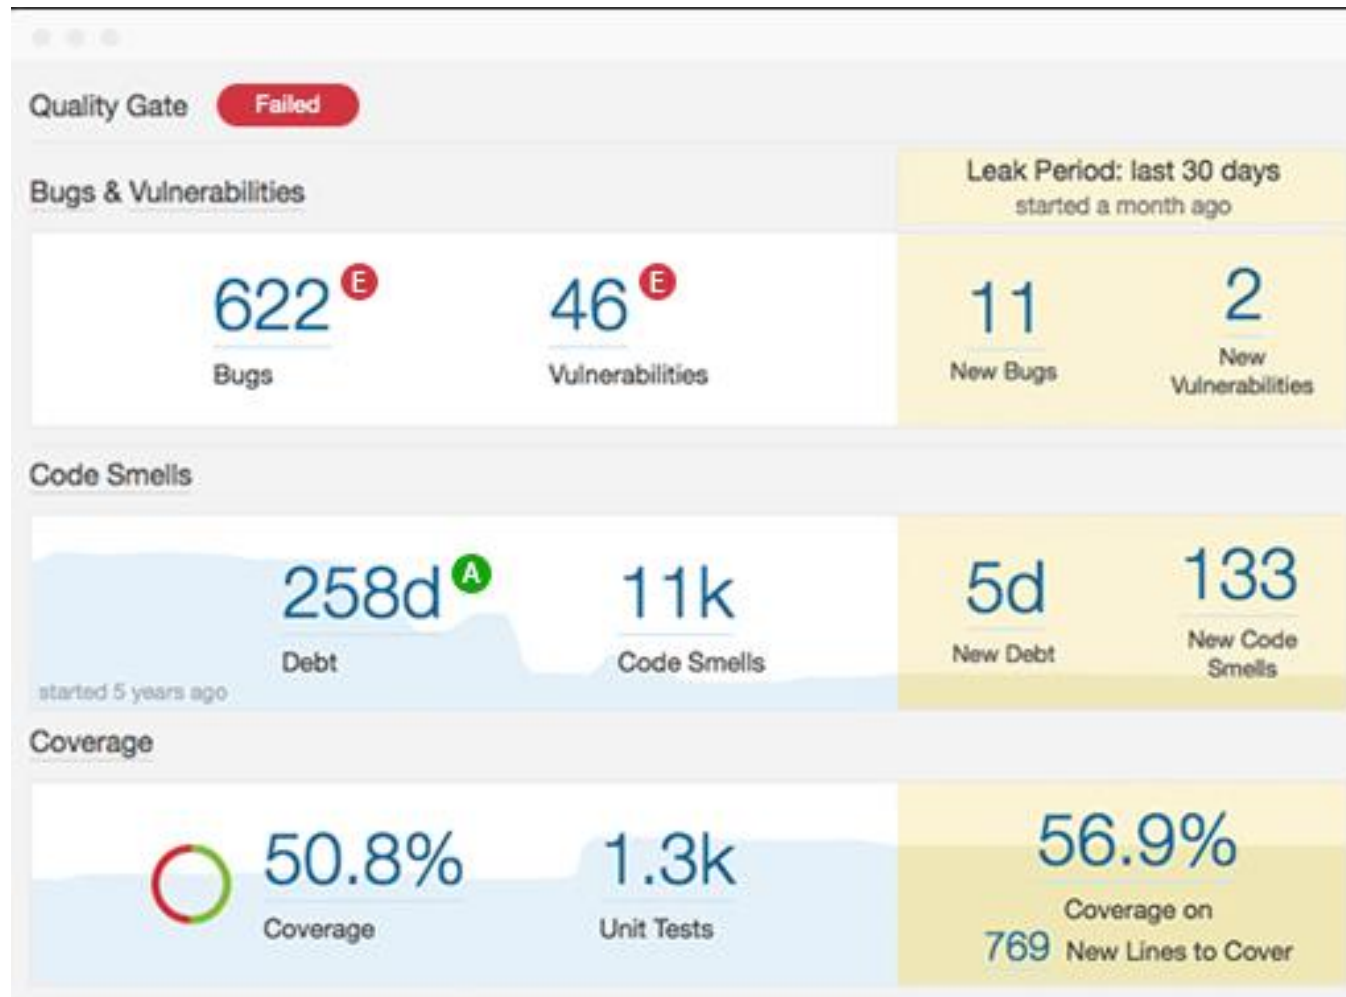 Quality Gate Failed
Bugs & Vulnerabilities
Leak Period: last 30 days
started a month ago
622 E
Bugs
46 E
Vulnerabilities
11
New Bugs
2
New
Vulnerabilities
Code Smells
258d A
Debt
11k
Code Smells
started 5 years ago
5d
New Debt
133
New Code
Smells
Coverage
50.8%
Coverage
1.3k
Unit Tests
56.9%
Coverage on
769 New Lines to Cover